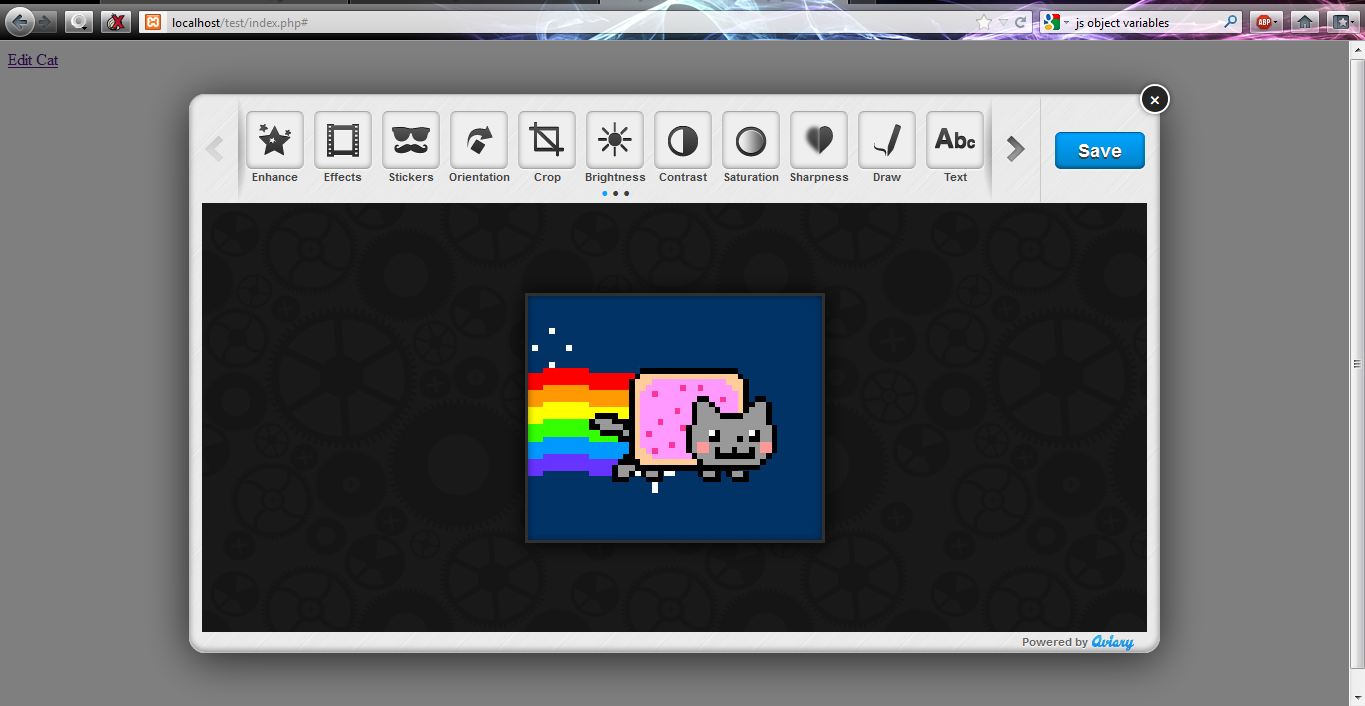 localhost/test/index.php#
js object variables
ABP
Edit Cat
Abc
Save
Enhance
Effects
Stickers
Orientation
Crop
Brightness
Contrast
Saturation
Sharpness
Draw
Text
Powered by Aviary